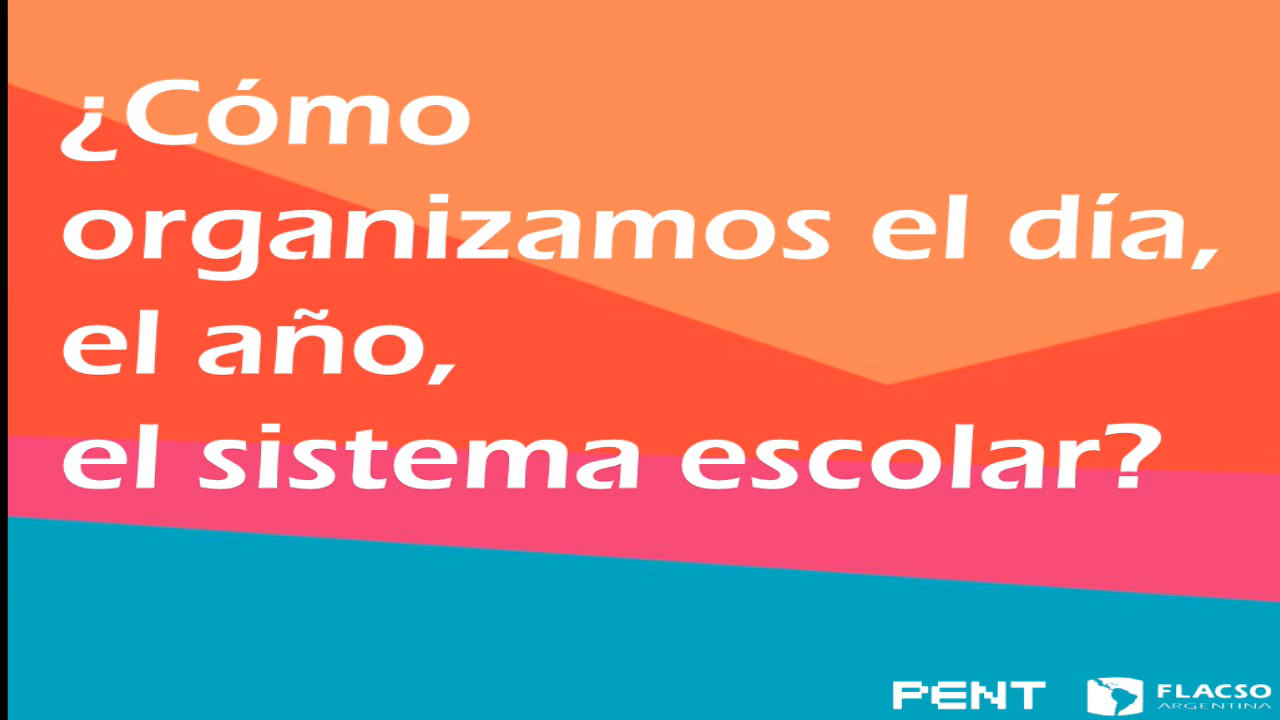 ¿Cómo
organizamos el día,
el año,
el sistema escolar?
PENT
FLACSO
ARGENTINA